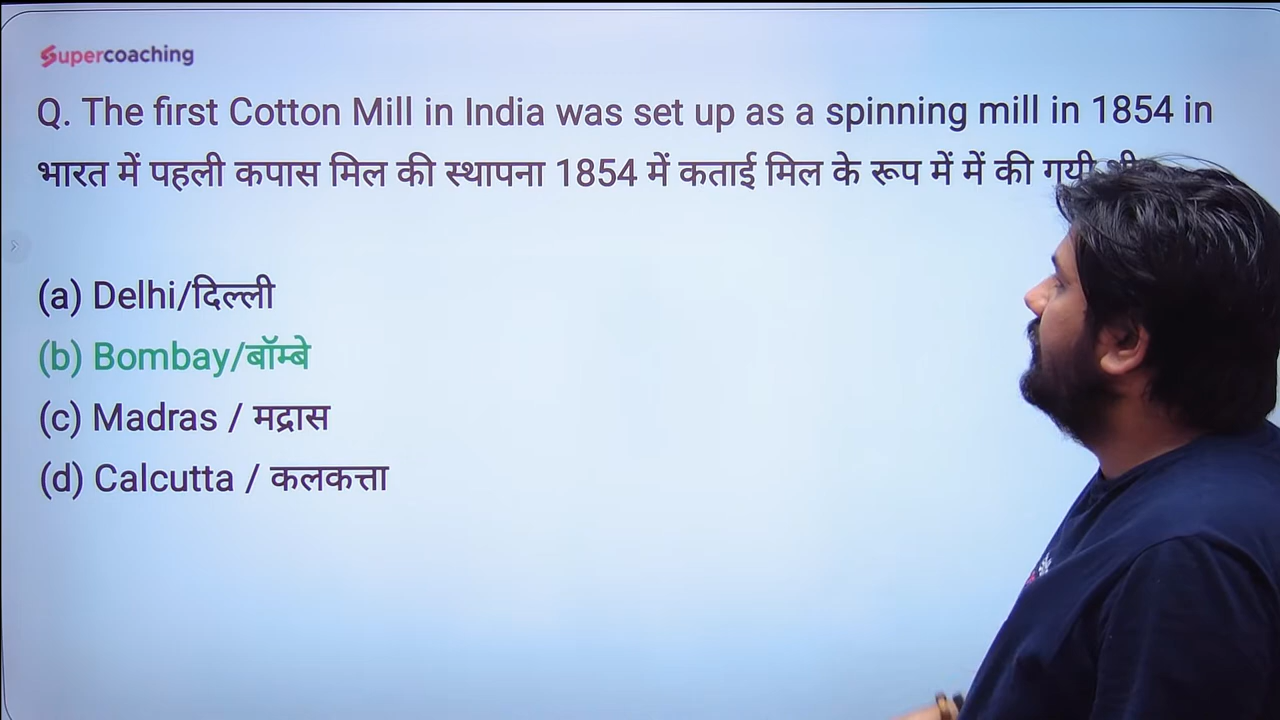 Supercoaching
Q. The first Cotton Mill in India was set up as a spinning mill in 1854 in
भारत में पहली कपास मिल की स्थापना 1854 में कताई मिल के रूप में में की गयी थी
(a) Delhi/दिल्ली
(b) Bombay/बॉम्बे
(c) Madras / मद्रास
(d) Calcutta / कलकत्ता